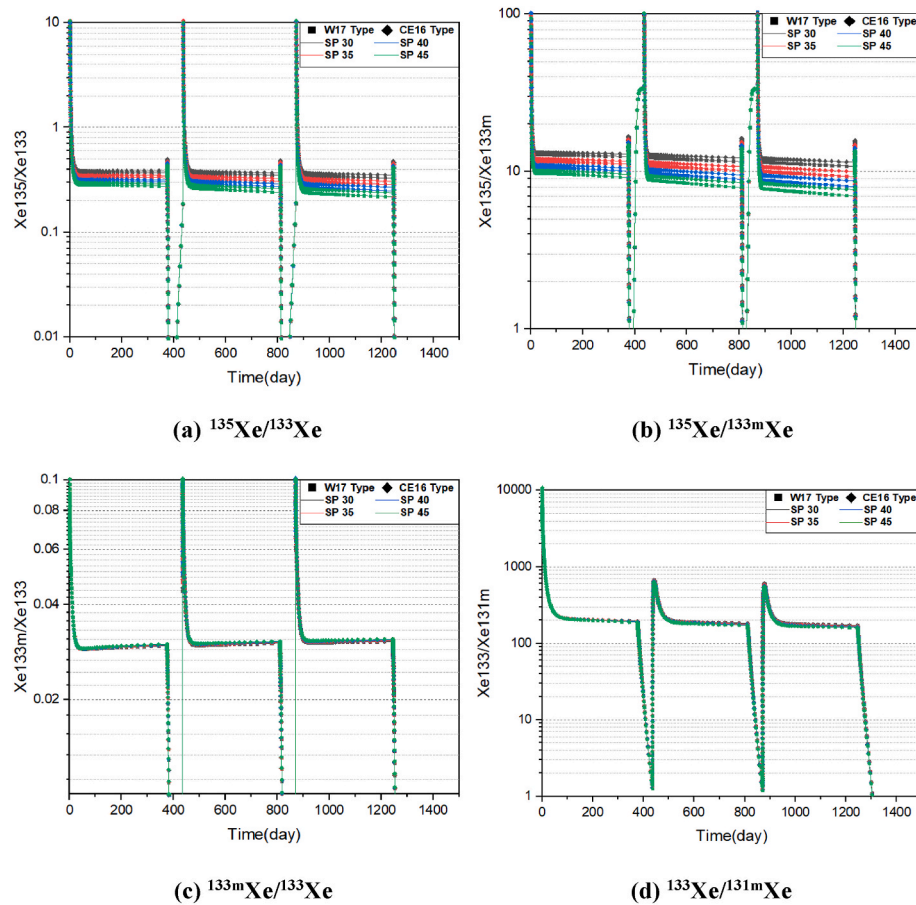 10
1
0.1
0.01
Xe135/Xe133
W17 Type CE16 Type
SP 30 SP 40
SP 35 SP 45
0 200 400 600 800 1000 1200 1400
Time(day)
(a) ¹³⁵Xe/¹³³Xe
100
10
1
Xe135/Xe133m
W17 Type CE16 Type
SP 30 SP 40
SP 35 SP 45
0 200 400 600 800 1000 1200 1400
Time(day)
(b) ¹³⁵Xe/¹³³ᵐXe
0.1
0.08
0.06
0.04
0.02
Xe133m/Xe133
W17 Type CE16 Type
SP 30 SP 40
SP 35 SP 45
0 200 400 600 800 1000 1200 1400
Time(day)
(c) ¹³³ᵐXe/¹³³Xe
10000
1000
100
10
1
Xe133/Xe131m
W17 Type CE16 Type
SP 30 SP 40
SP 35 SP 45
0 200 400 600 800 1000 1200 1400
Time(day)
(d) ¹³³Xe/¹³¹ᵐXe